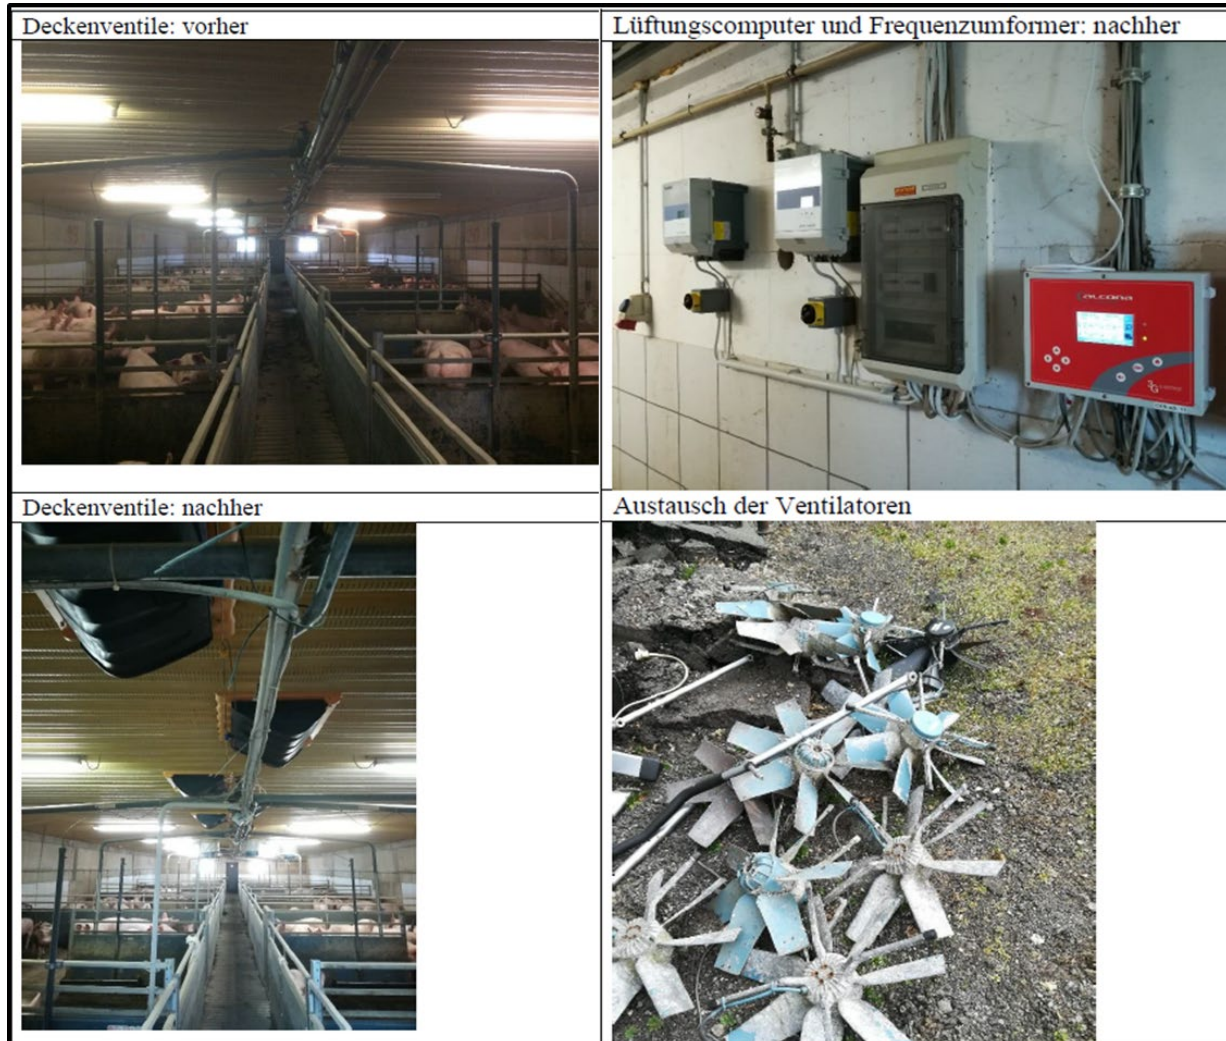 Deckenventile: vorher
Lüftungscomputer und Frequenzumformer: nachher
Deckenventile: nachher
Austausch der Ventilatoren